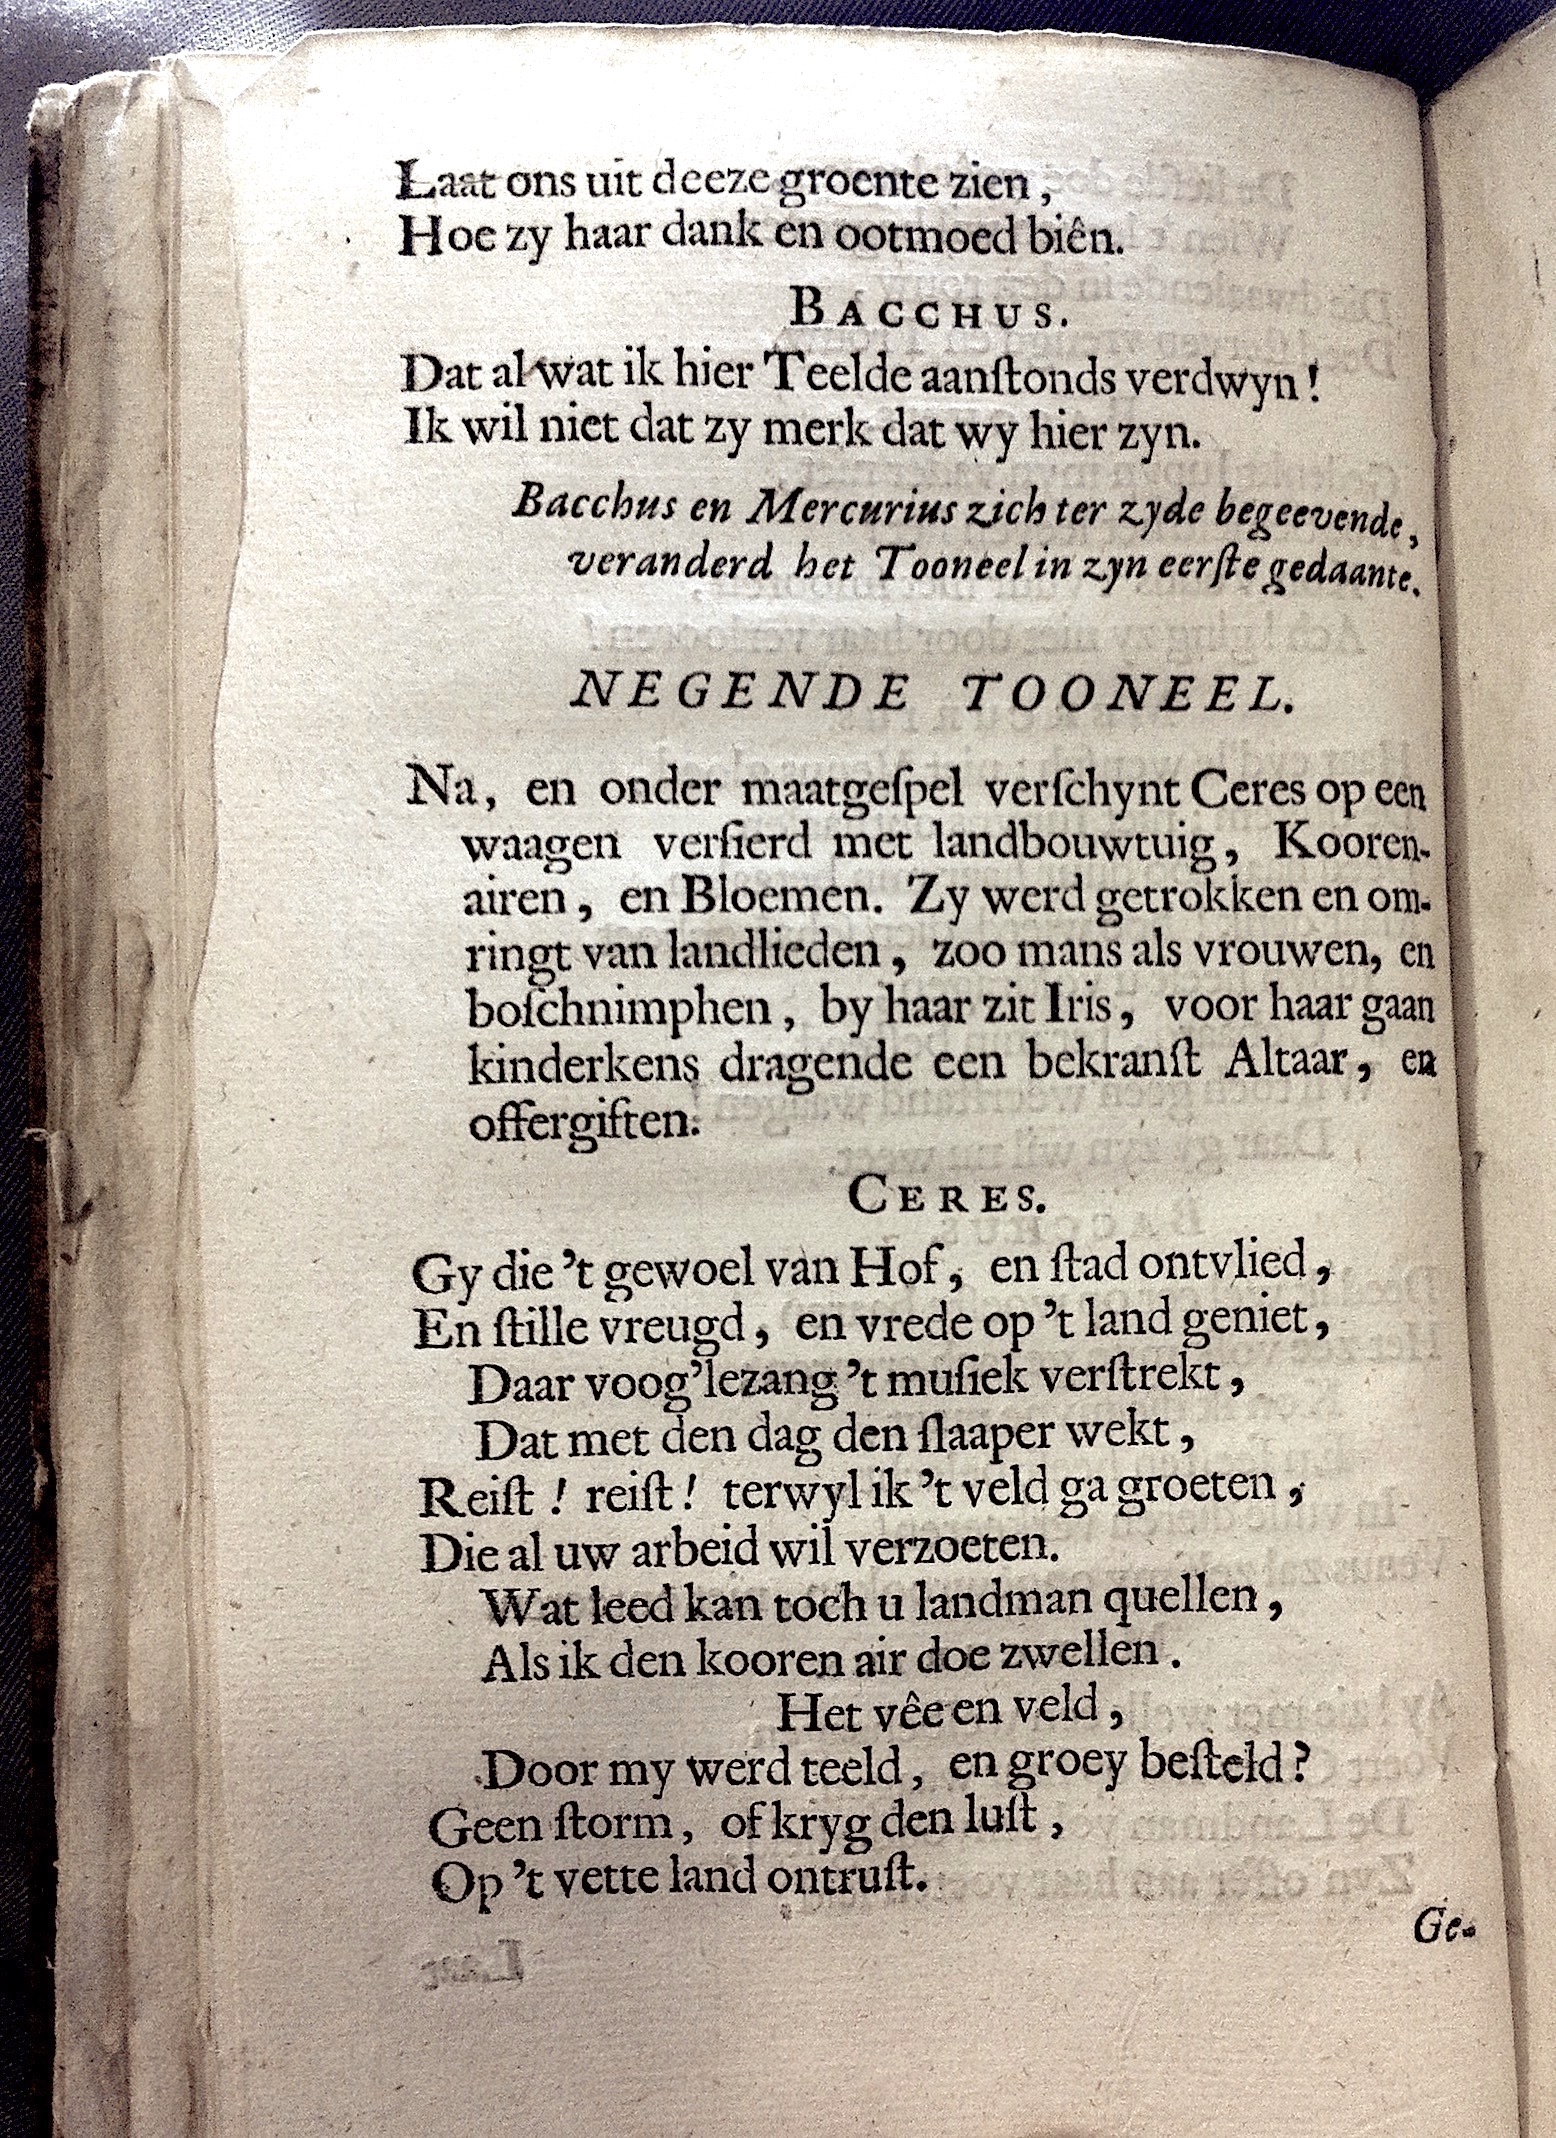 Laat ons uit deeze groente zien,
Hoe zy haar dank en ootmoed biên.
BACCHUS.
Dat al wat ik hier Teelde aanſtonds verdwyn!
Ik wil niet dat zy merk dat wy hier zyn.
Bacchus en Mercurius zich ter zyde begeevende,
veranderd het Tooneel in zyn eerſte gedaante.
NEGENDE TOONEEL.
Na, en onder maatgeſpel verſchynt Ceres op een
waagen verſierd met landbouwtuig, Kooren-
airen, en Bloemen. Zy werd getrokken en om-
ringt van landlieden, zoo mans als vrouwen, en
boſchnimphen, by haar zit Iris, voor haar gaan
kinderkens dragende een bekranſt Altaar, en
offergiften.
CERES.
Gy die 't gewoel van Hof, en ſtad ontvlied,
En ſtille vreugd, en vrede op 't land geniet,
Daar voog'lezang 't muſiek verſtrekt,
Dat met den dag den ſlaaper wekt,
Reiſt! reiſt! terwyl ik 't veld ga groeten,
Die al uw arbeid wil verzoeten.
Wat leed kan toch u landman quellen,
Als ik den kooren air doe zwellen.
Het vêe en veld,
Door my werd teeld, en groey beſteld?
Geen ſtorm, of kryg den luſt,
Op 't vette land ontruſt.
Ge-